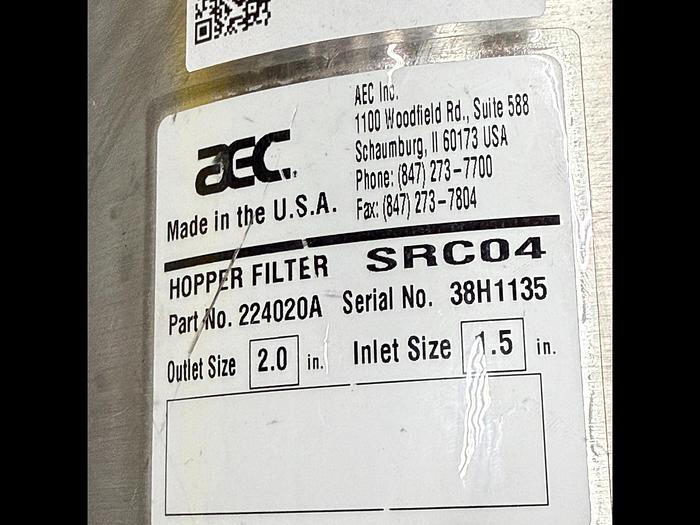 AEC Inc.
1100 Woodfield Rd., Suite 588
Schaumburg, Il 60173 USA
Phone: (847) 273-7700
Fax: (847) 273-7804
AEC
Made in the U.S.A.
HOPPER FILTER SRC04
Part No. 224020A Serial No. 38H1135
Outlet Size 2.0 in. Inlet Size 1.5 in.